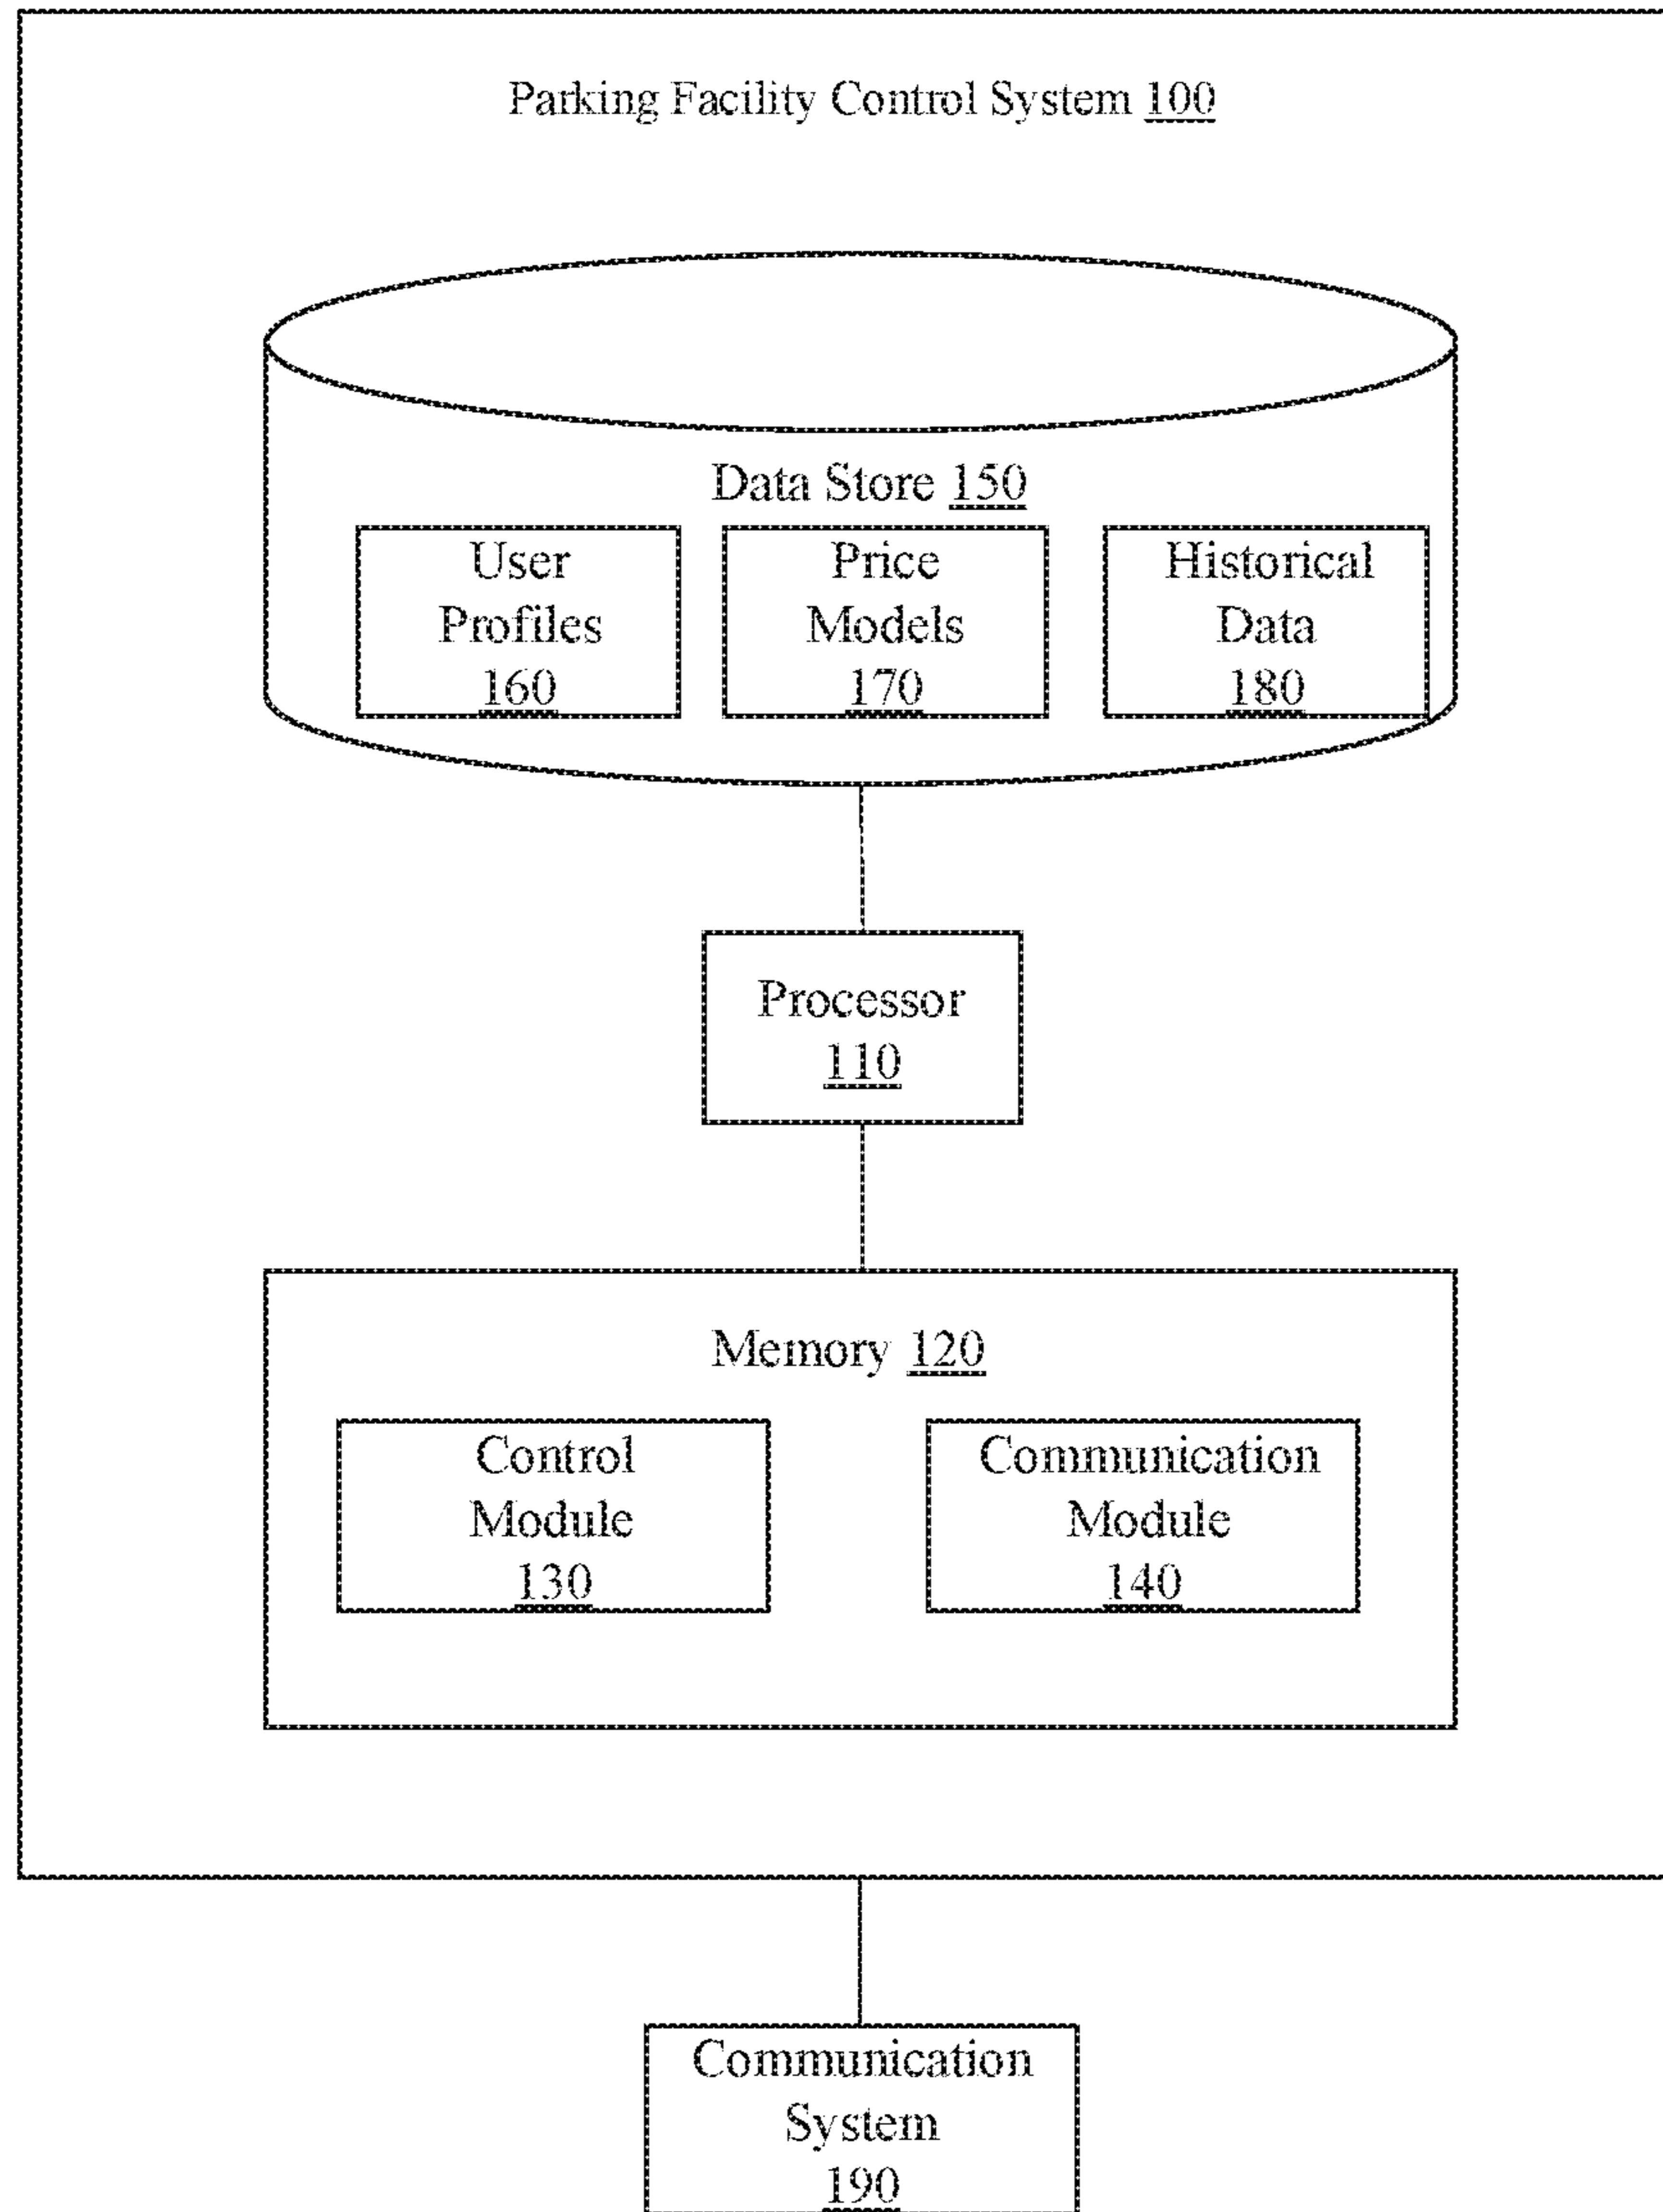 Parking Facility Control System 100
Data Store 150
User
Profiles
160
Price
Models
170
Historical
Data
180
Processor
110
Memory 120
Control
Module
130
Communication
Module
140
Communication
System
190